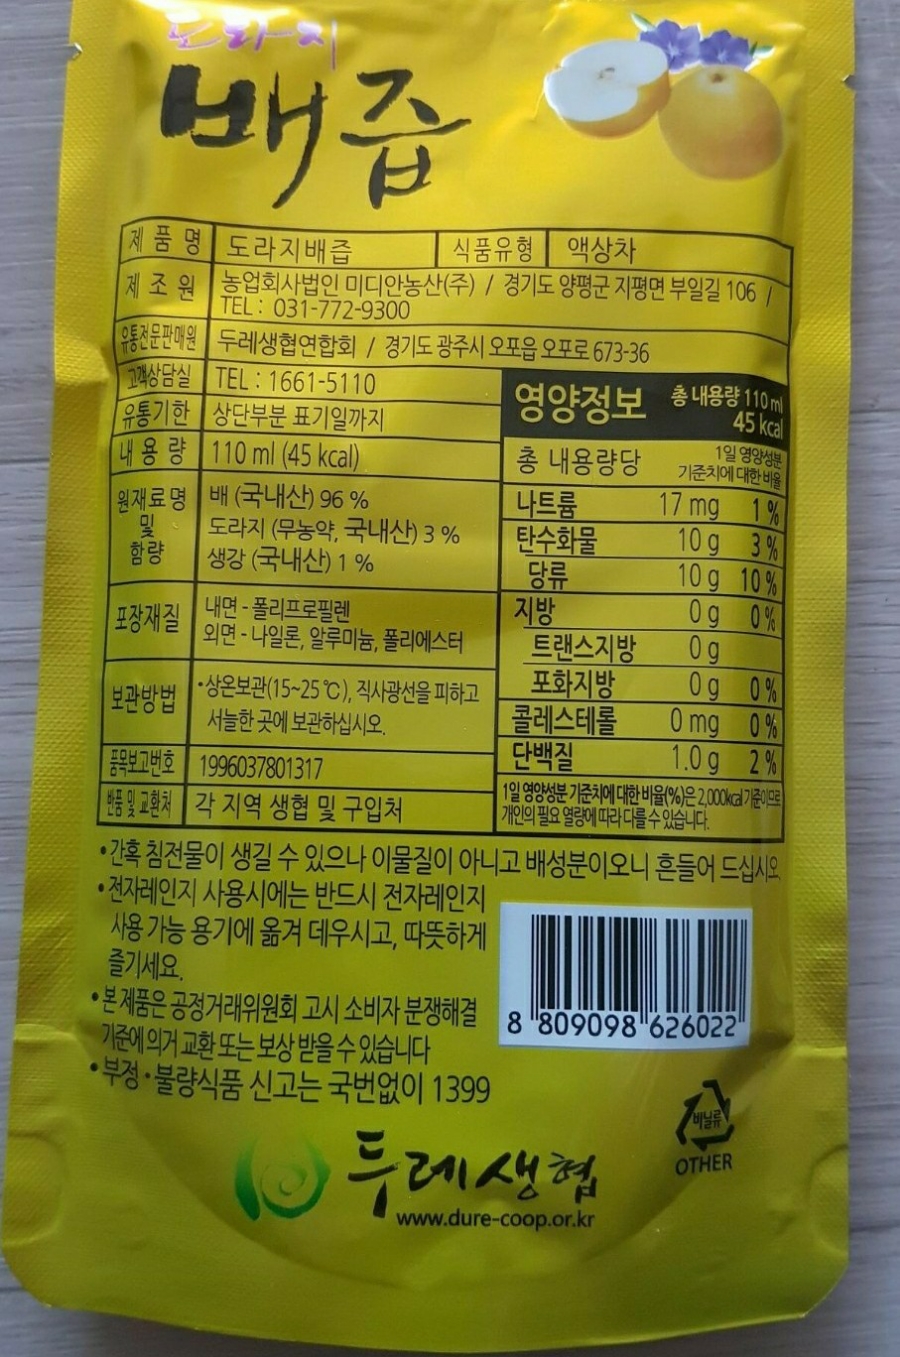 도라지
배즙
제품명 도라지배즙 식품유형 액상차
제조원 농업회사법인 미디안농산(주) / 경기도 양평군 지평면 부일길 106 /
TEL : 031-772-9300
유통전문판매원 두레생협연합회 / 경기도 광주시 오포읍 오포로 673-36
고객상담실 TEL : 1661-5110
유통기한 상단부분 표기일까지
내용량 110 ml (45 kcal)
원재료명
및
함량
배 (국내산) 96 %
도라지 (무농약, 국내산) 3 %
생강 (국내산) 1 %
포장재질
내면 - 폴리프로필렌
외면 - 나일론, 알루미늄, 폴리에스터
보관방법
•상온보관(15~25℃), 직사광선을 피하고
서늘한 곳에 보관하십시오.
품목보고번호 1996037801317
반품 및 교환처 각 지역 생협 및 구입처
영양정보 총 내용량 110 ml
45 kcal
총 내용량당 1일 영양성분
기준치에 대한 비율
나트륨 17 mg 1 %
탄수화물 10 g 3 %
당류 10 g 10 %
지방 0 g 0 %
트랜스지방 0 g
포화지방 0 g 0 %
콜레스테롤 0 mg 0 %
단백질 1.0 g 2 %
1일 영양성분 기준치에 대한 비율(%)은 2,000kcal 기준이므로
개인의 필요 열량에 따라 다를 수 있습니다.
•간혹 침전물이 생길 수 있으나 이물질이 아니고 배성분이오니 흔들어 드십시오.
•전자레인지 사용시에는 반드시 전자레인지
사용 가능 용기에 옮겨 데우시고, 따뜻하게
즐기세요.
•본 제품은 공정거래위원회 고시 소비자 분쟁해결
기준에 의거 교환 또는 보상 받을 수 있습니다
•부정·불량식품 신고는 국번없이 1399
8 809098 626022
비닐류
OTHER
두레생협
www.dure-coop.or.kr